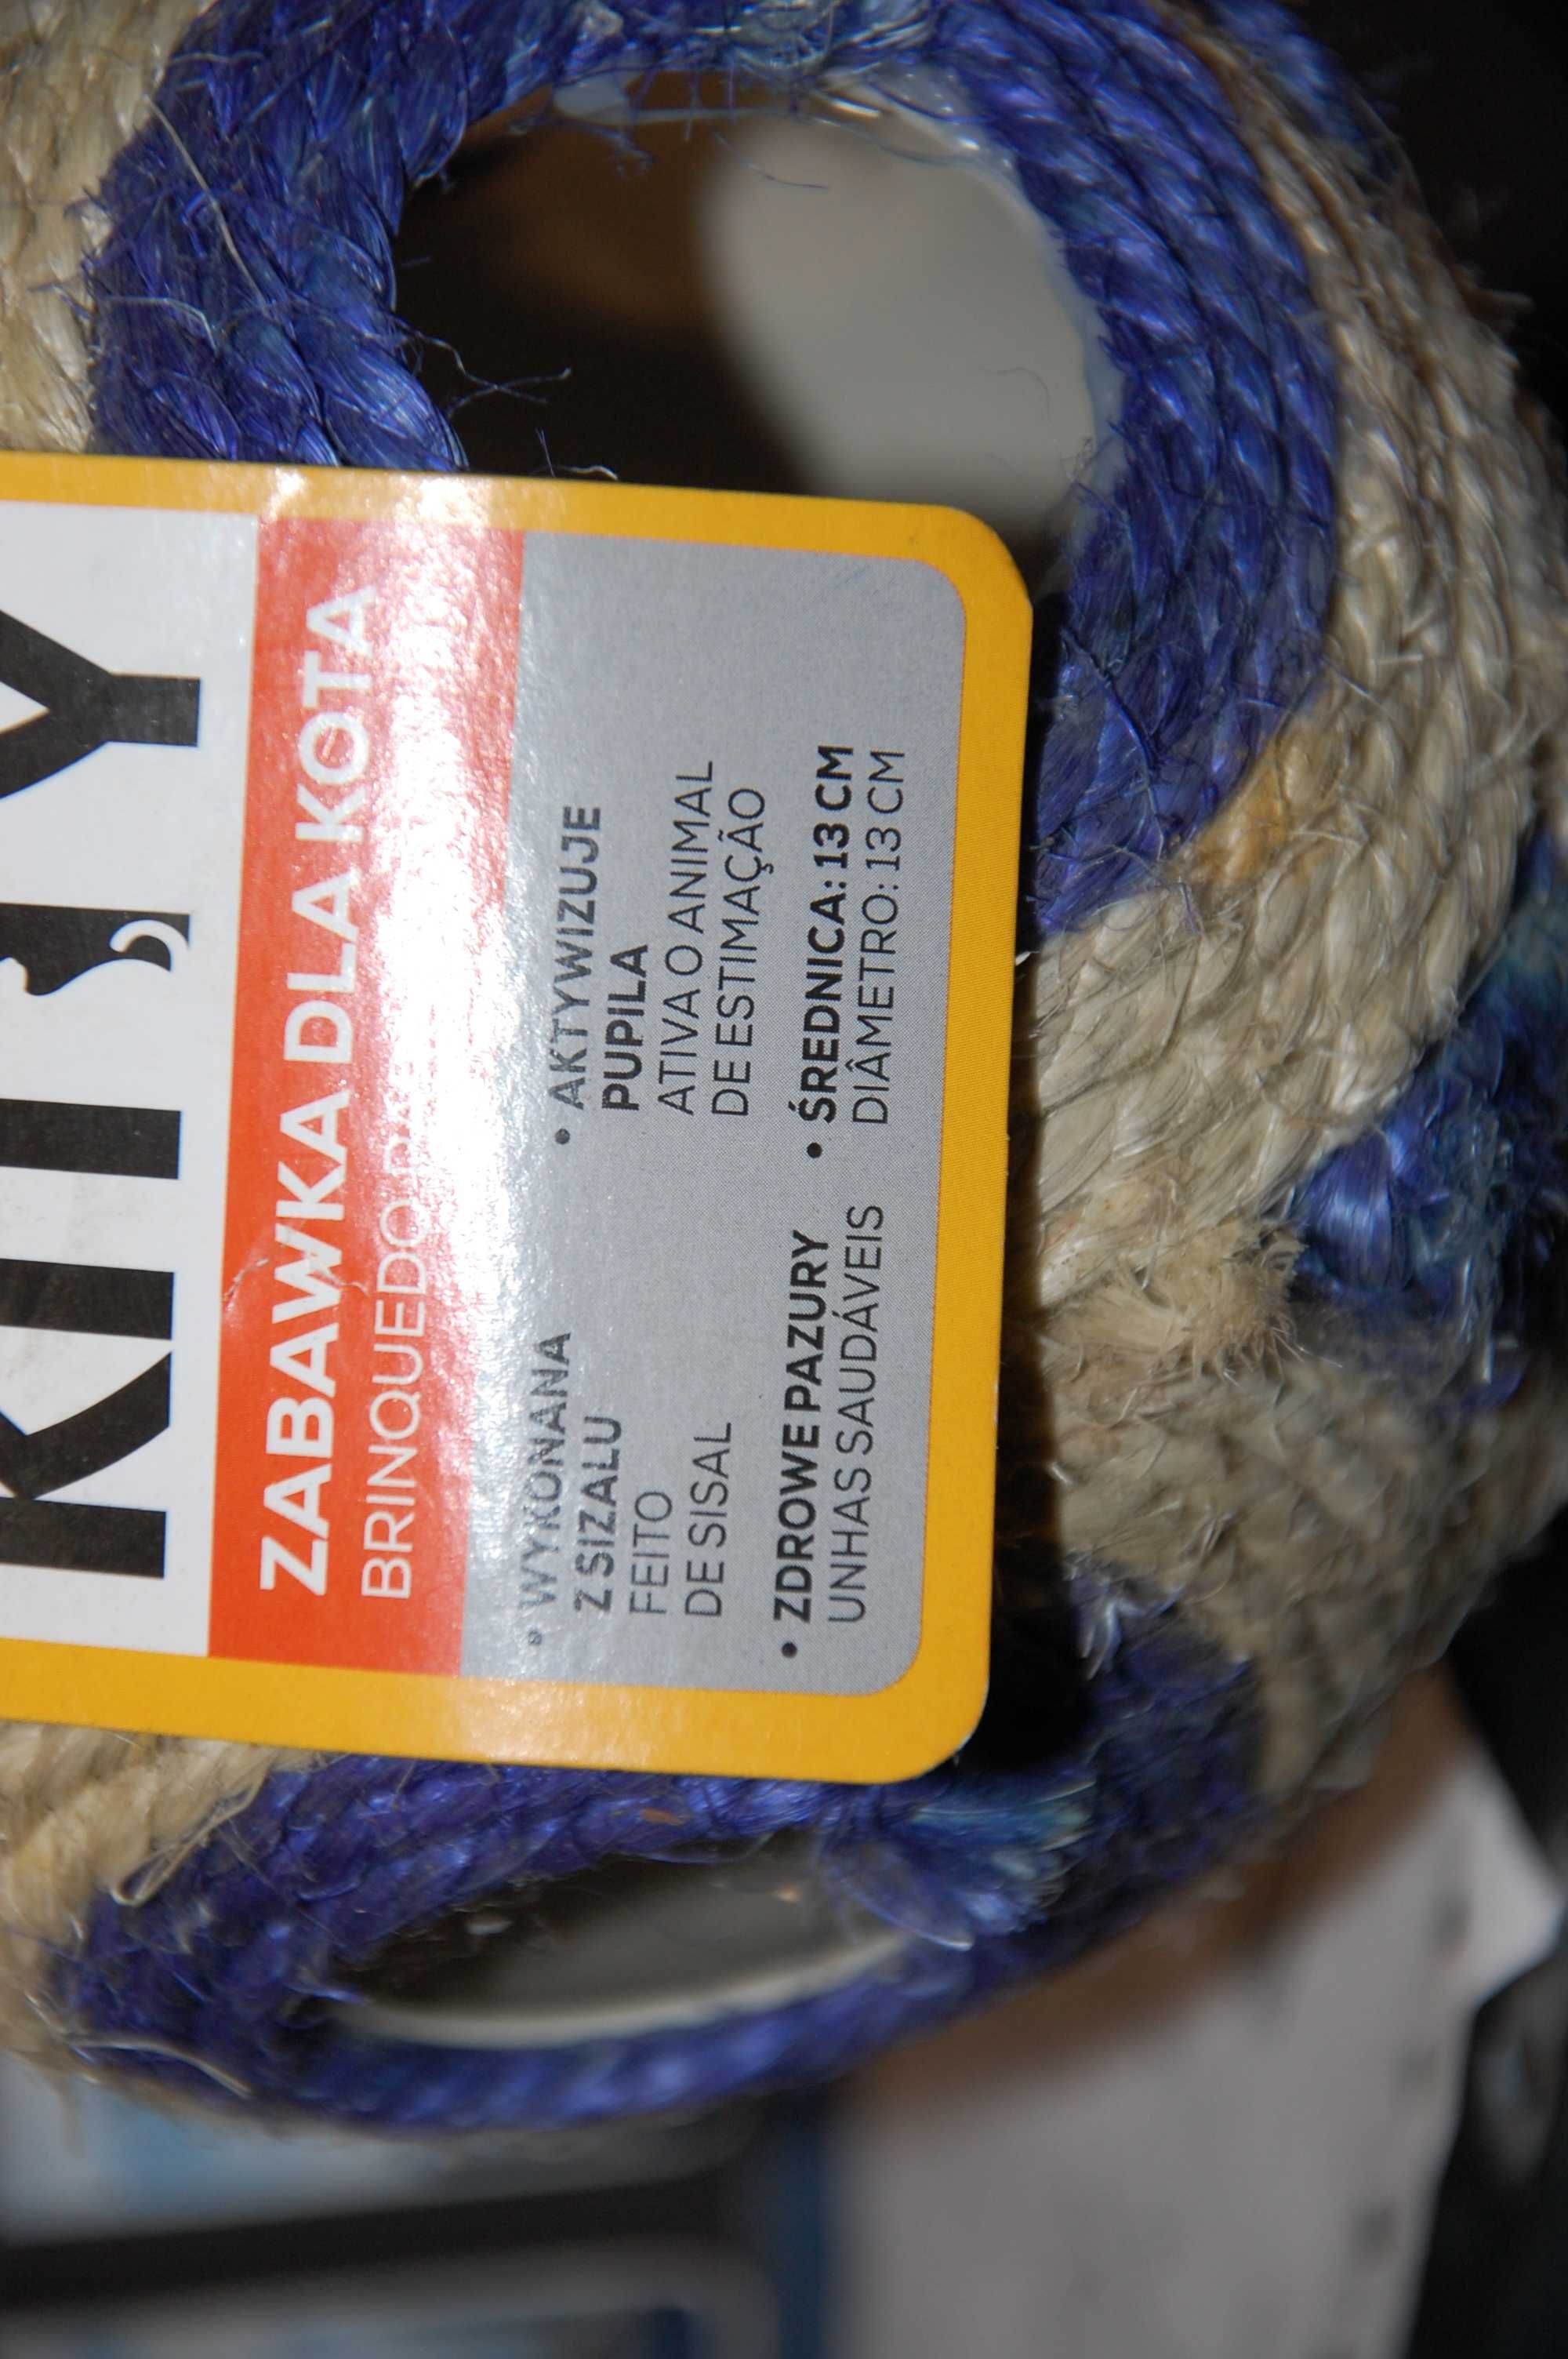 ZABAWKA DLA KOTA
BRINQUEDO
• WYKONANA
Z SIZALU
FEITO
DE SISAL
• ZDROWE PAZURY
UNHAS SAUDÁVEIS
• AKTYWIZUJE
PUPILA
ATIVA O ANIMAL
DE ESTIMAÇÃO
• ŚREDNICA: 13 CM
DIÂMETRO: 13 CM